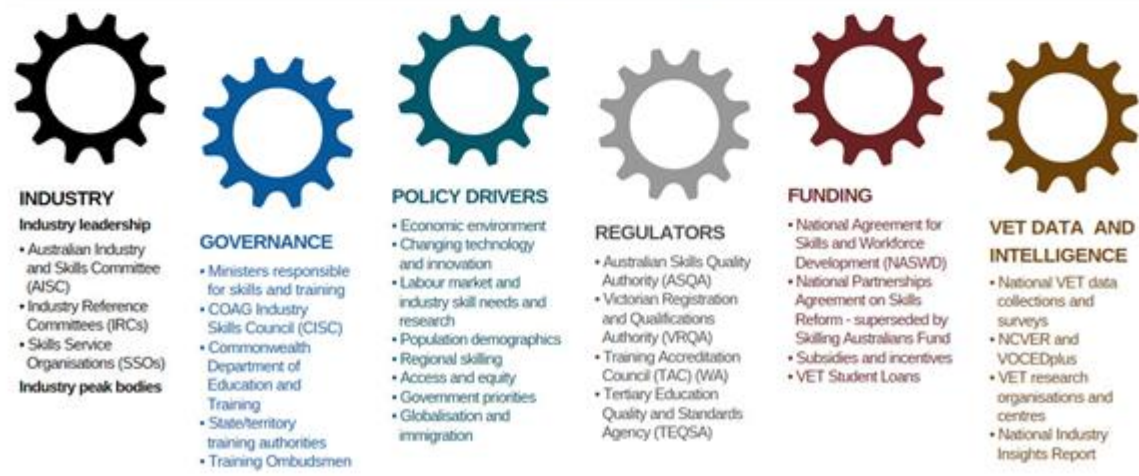 INDUSTRY
Industry leadership
• Australian Industry
and Skills Committee
(AISC)
• Industry Reference
Committees (IRCs)
• Skills Service
Organisations (SSOs)
Industry peak bodies
GOVERNANCE
• Ministers responsible
for skills and training
• COAG Industry
Skills Council (CISC)
• Commonwealth
Department of
Education and
Training
• State/territory
training authorities
• Training Ombudsmen
POLICY DRIVERS
• Economic environment
• Changing technology
and innovation
• Labour market and
industry skill needs and
research
• Population demographics
• Regional skilling
• Access and equity
• Government priorities
• Globalisation and
immigration
REGULATORS
• Australian Skills Quality
Authority (ASQA)
• Victorian Registration
and Qualifications
Authority (VRQA)
• Training Accreditation
Council (TAC) (WA)
• Tertiary Education
Quality and Standards
Agency (TEQSA)
FUNDING
• National Agreement for
Skills and Workforce
Development (NASWD)
• National Partnerships
Agreement on Skills
Reform - superseded by
Skilling Australians Fund
• Subsidies and incentives
• VET Student Loans
VET DATA AND
INTELLIGENCE
• National VET data
collections and
surveys
• NCVER and
VOCEDplus
• VET research
organisations and
centres
• National Industry
Insights Report